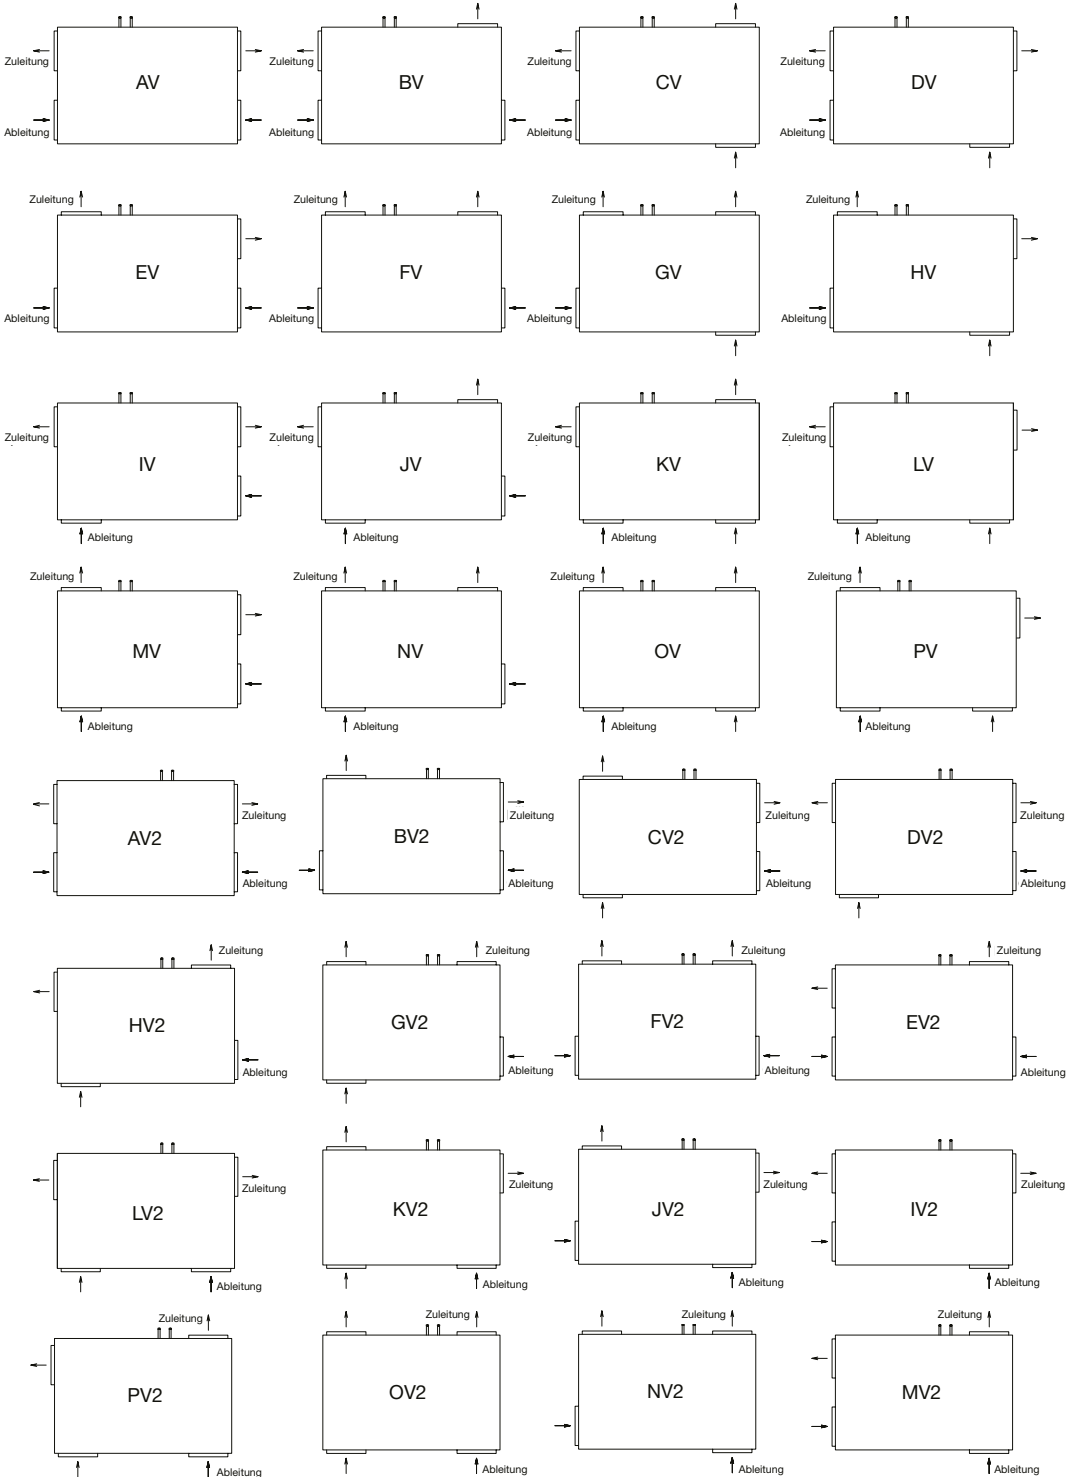 Zuleitung
AV
Ableitung
Zuleitung
BV
Ableitung
Zuleitung
CV
Ableitung
Zuleitung
DV
Ableitung
Zuleitung
EV
Ableitung
Zuleitung
FV
Ableitung
Zuleitung
GV
Ableitung
Zuleitung
HV
Ableitung
Zuleitung
IV
Ableitung
Zuleitung
JV
Ableitung
Zuleitung
KV
Ableitung
Zuleitung
LV
Ableitung
Zuleitung
MV
Ableitung
Zuleitung
NV
Ableitung
Zuleitung
OV
Ableitung
Zuleitung
PV
Ableitung
Zuleitung
AV2
Ableitung
Zuleitung
BV2
Ableitung
Zuleitung
CV2
Ableitung
Zuleitung
DV2
Ableitung
Zuleitung
HV2
Ableitung
Zuleitung
GV2
Ableitung
Zuleitung
FV2
Ableitung
Zuleitung
EV2
Ableitung
Zuleitung
LV2
Ableitung
Zuleitung
KV2
Ableitung
Zuleitung
JV2
Ableitung
Zuleitung
IV2
Ableitung
Zuleitung
PV2
Ableitung
Zuleitung
OV2
Ableitung
Zuleitung
NV2
Ableitung
Zuleitung
MV2
Ableitung